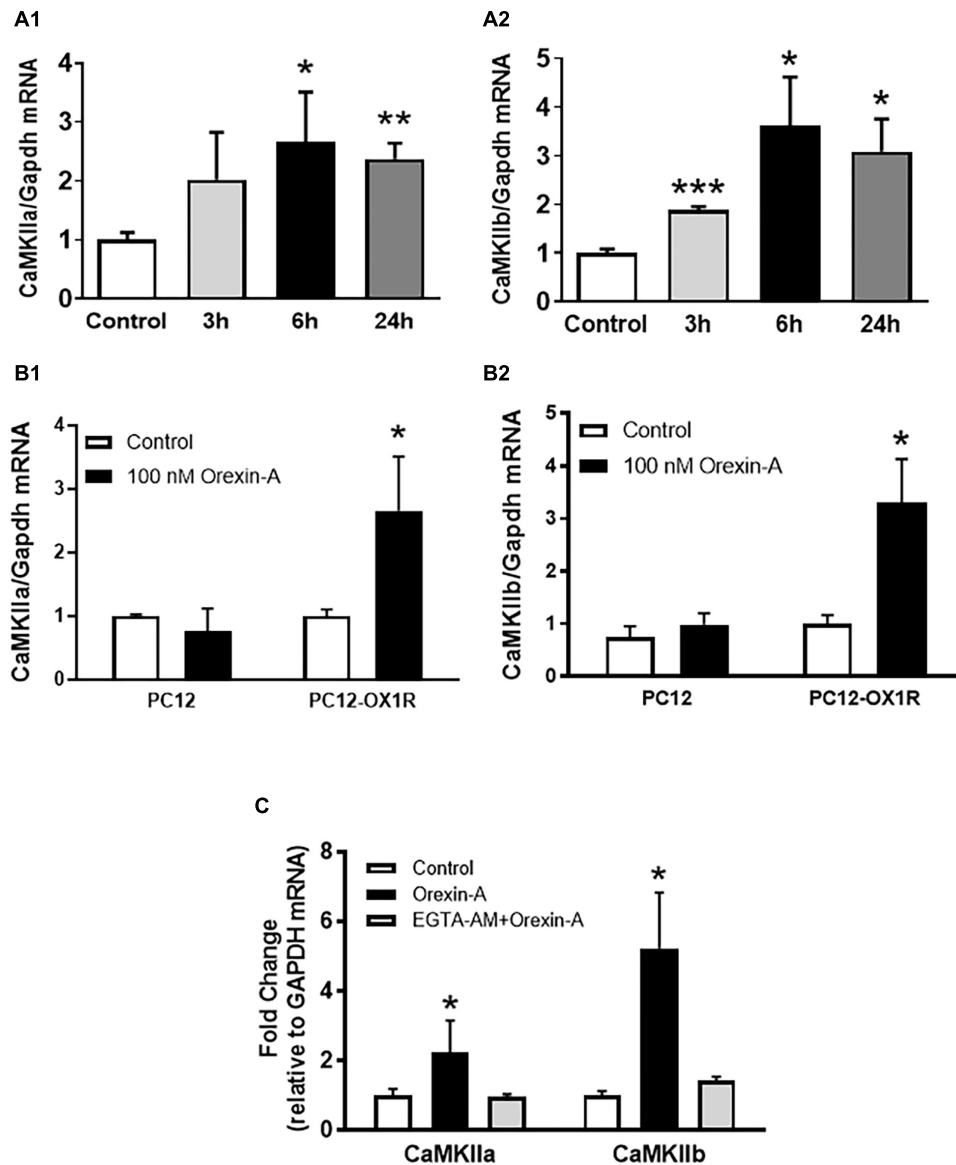 A1
CaMKIIa/Gapdh mRNA
4
3
2
1
0
*
**
Control 3h 6h 24h
A2
CaMKIIb/Gapdh mRNA
5
4
3
2
1
0
***
*
*
Control 3h 6h 24h
B1
CaMKIIa/Gapdh mRNA
4
3
2
1
0
Control
100 nM Orexin-A
*
PC12 PC12-OX1R
B2
CaMKIIb/Gapdh mRNA
5
4
3
2
1
0
Control
100 nM Orexin-A
*
PC12 PC12-OX1R
C
Fold Change
(relative to GAPDH mRNA)
8
6
4
2
0
Control
Orexin-A
EGTA-AM+Orexin-A
*
*
CaMKIIa CaMKIIb